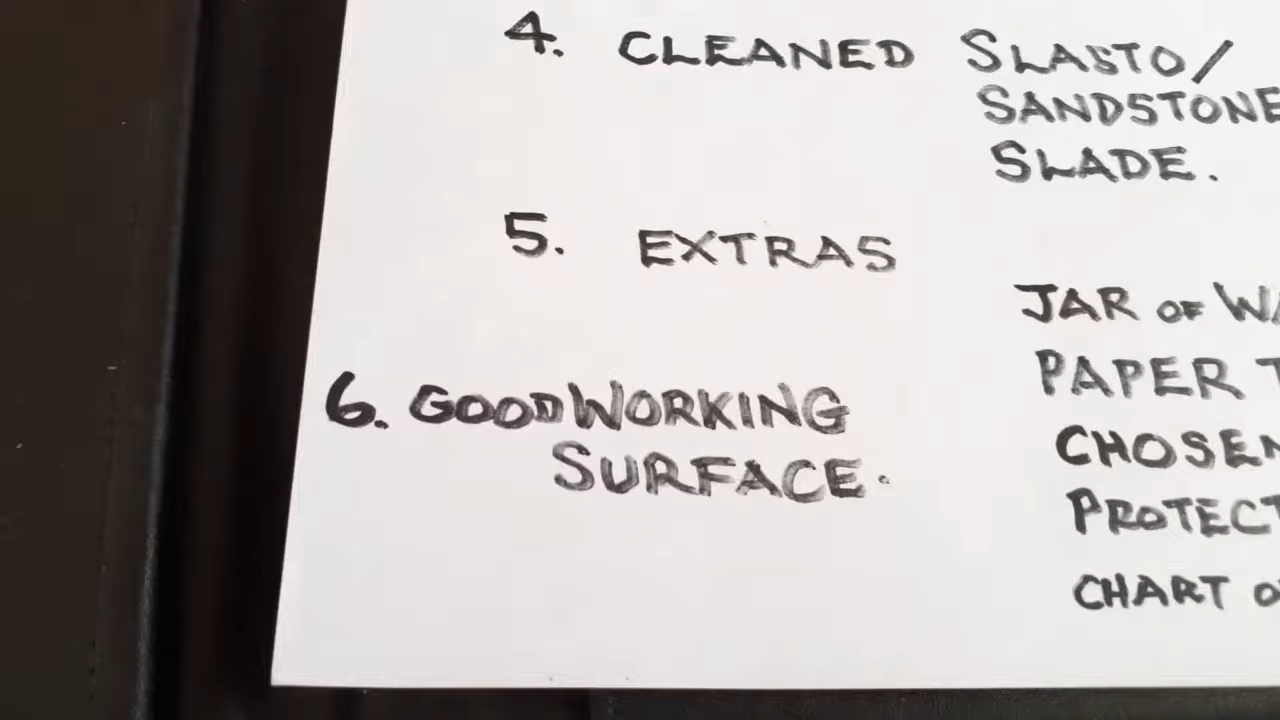 4. CLEANED SLASTO/
SANDSTONE
SLADE.
5. EXTRAS
JAR OF
PAPER
6. GOOD WORKING
SURFACE.
CHOSEN
PROTECT
CHART